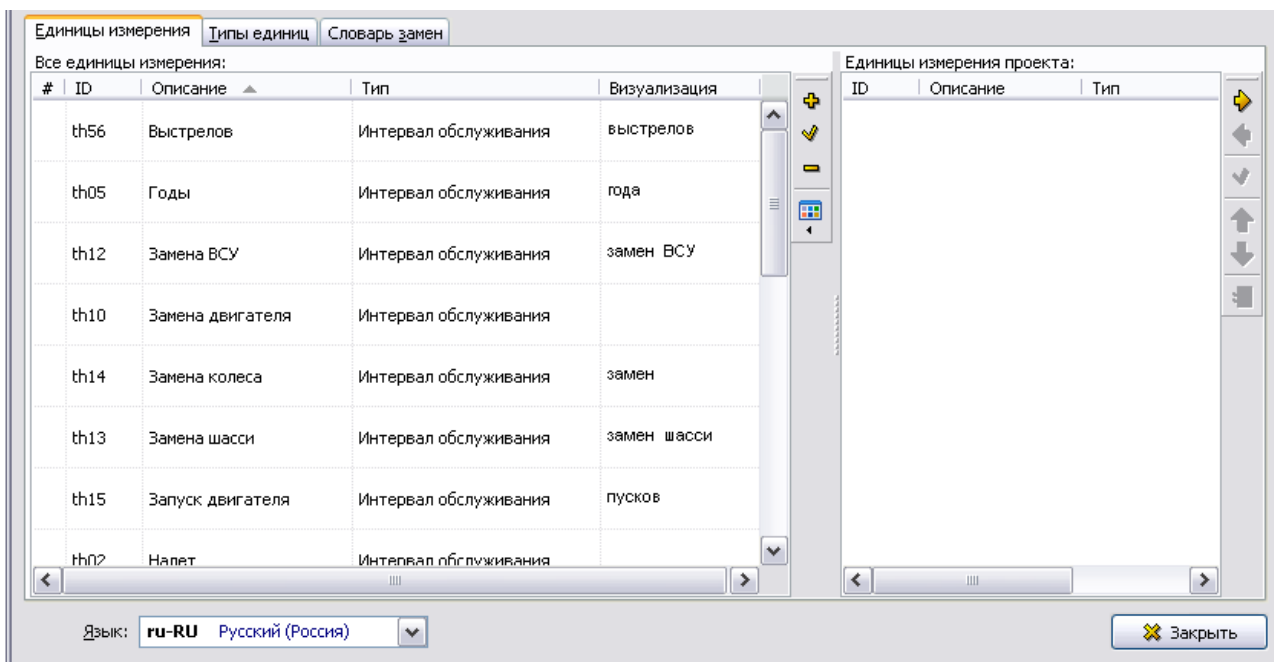 Единицы измерения Типы единиц Словарь замен
Все единицы измерения: Единицы измерения проекта:
# ID Описание Тип Визуализация ID Описание Тип
th56 Выстрелов Интервал обслуживания выстрелов
th05 Годы Интервал обслуживания года
th12 Замена ВСУ Интервал обслуживания замен ВСУ
th10 Замена двигателя Интервал обслуживания
th14 Замена колеса Интервал обслуживания замен
th13 Замена шасси Интервал обслуживания замен шасси
th15 Запуск двигателя Интервал обслуживания пусков
th02 Налет Интервал обслуживания
Язык: ru-RU Русский (Россия) Закрыть